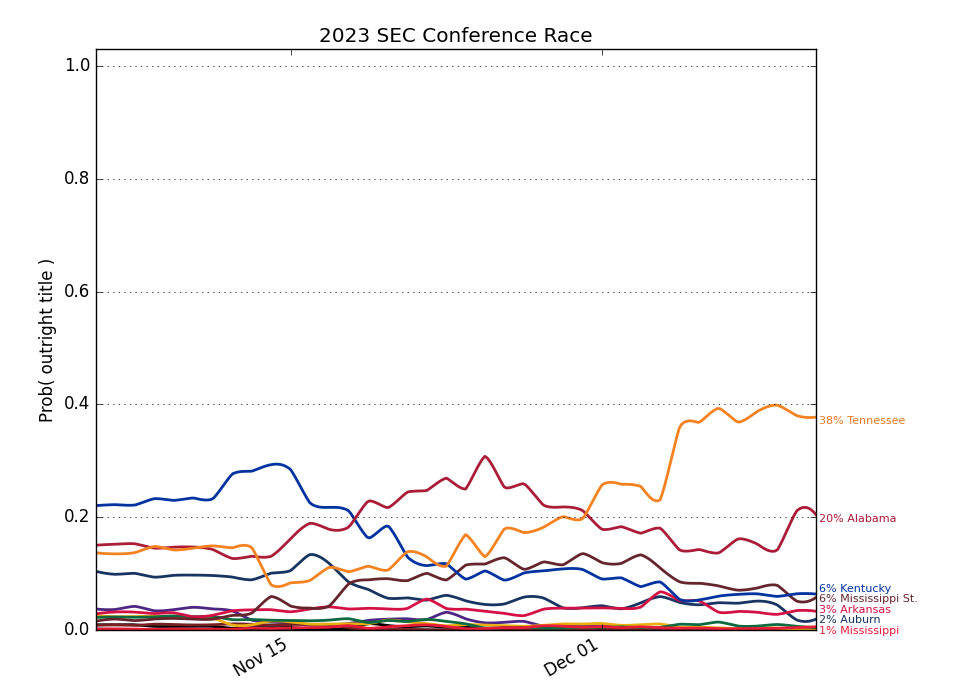 2023 SEC Conference Race
1.0
0.8
0.6
0.4
0.2
0.0
Prob( outright title )
Nov 15
Dec 01
38% Tennessee
20% Alabama
6% Kentucky
6% Mississippi St.
3% Arkansas
2% Auburn
1% Mississippi